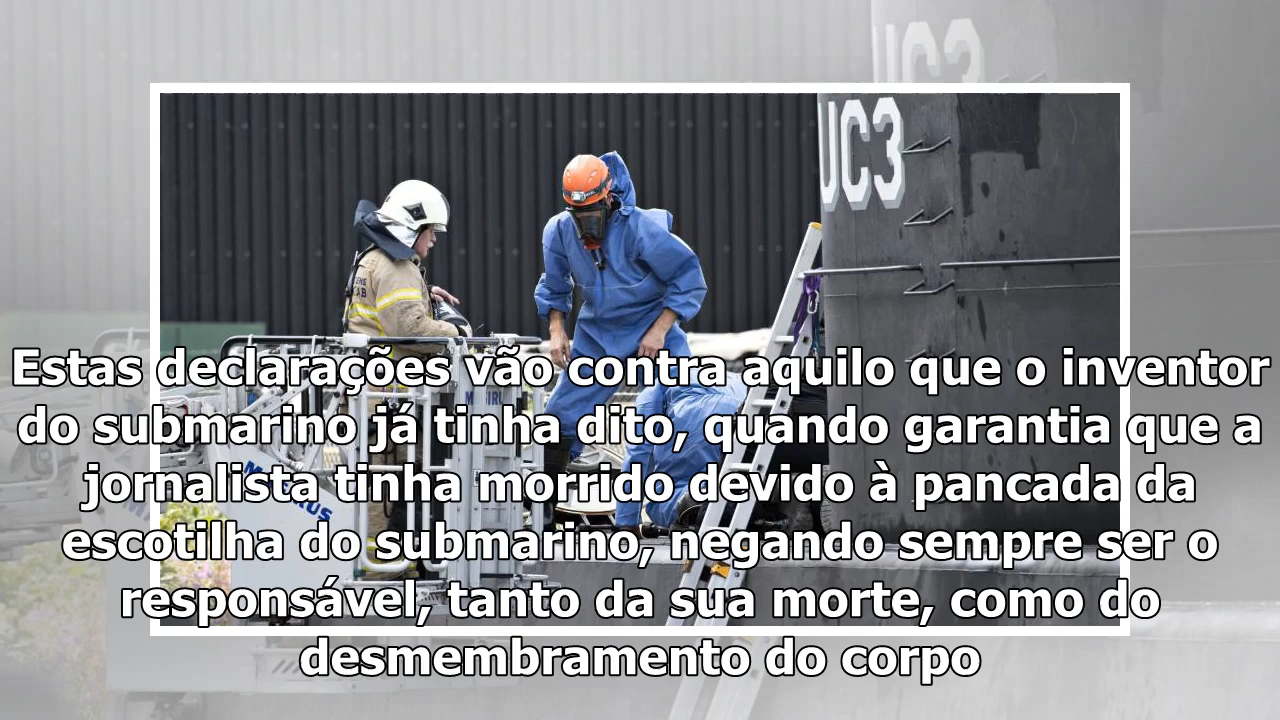 UC3
UC3
Estas declarações vão contra aquilo que o inventor
do submarino já tinha dito, quando garantia que a
jornalista tinha morrido devido à pancada da
escotilha do submarino, negando sempre ser o
responsável, tanto da sua morte, como do
desmembramento do corpo